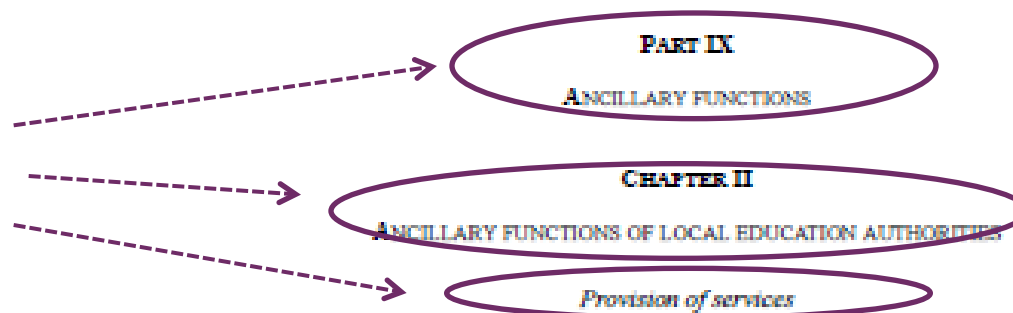 PART IX
ANCILLARY FUNCTIONS
CHAPTER II
ANCILLARY FUNCTIONS OF LOCAL EDUCATION AUTHORITIES
Provision of services